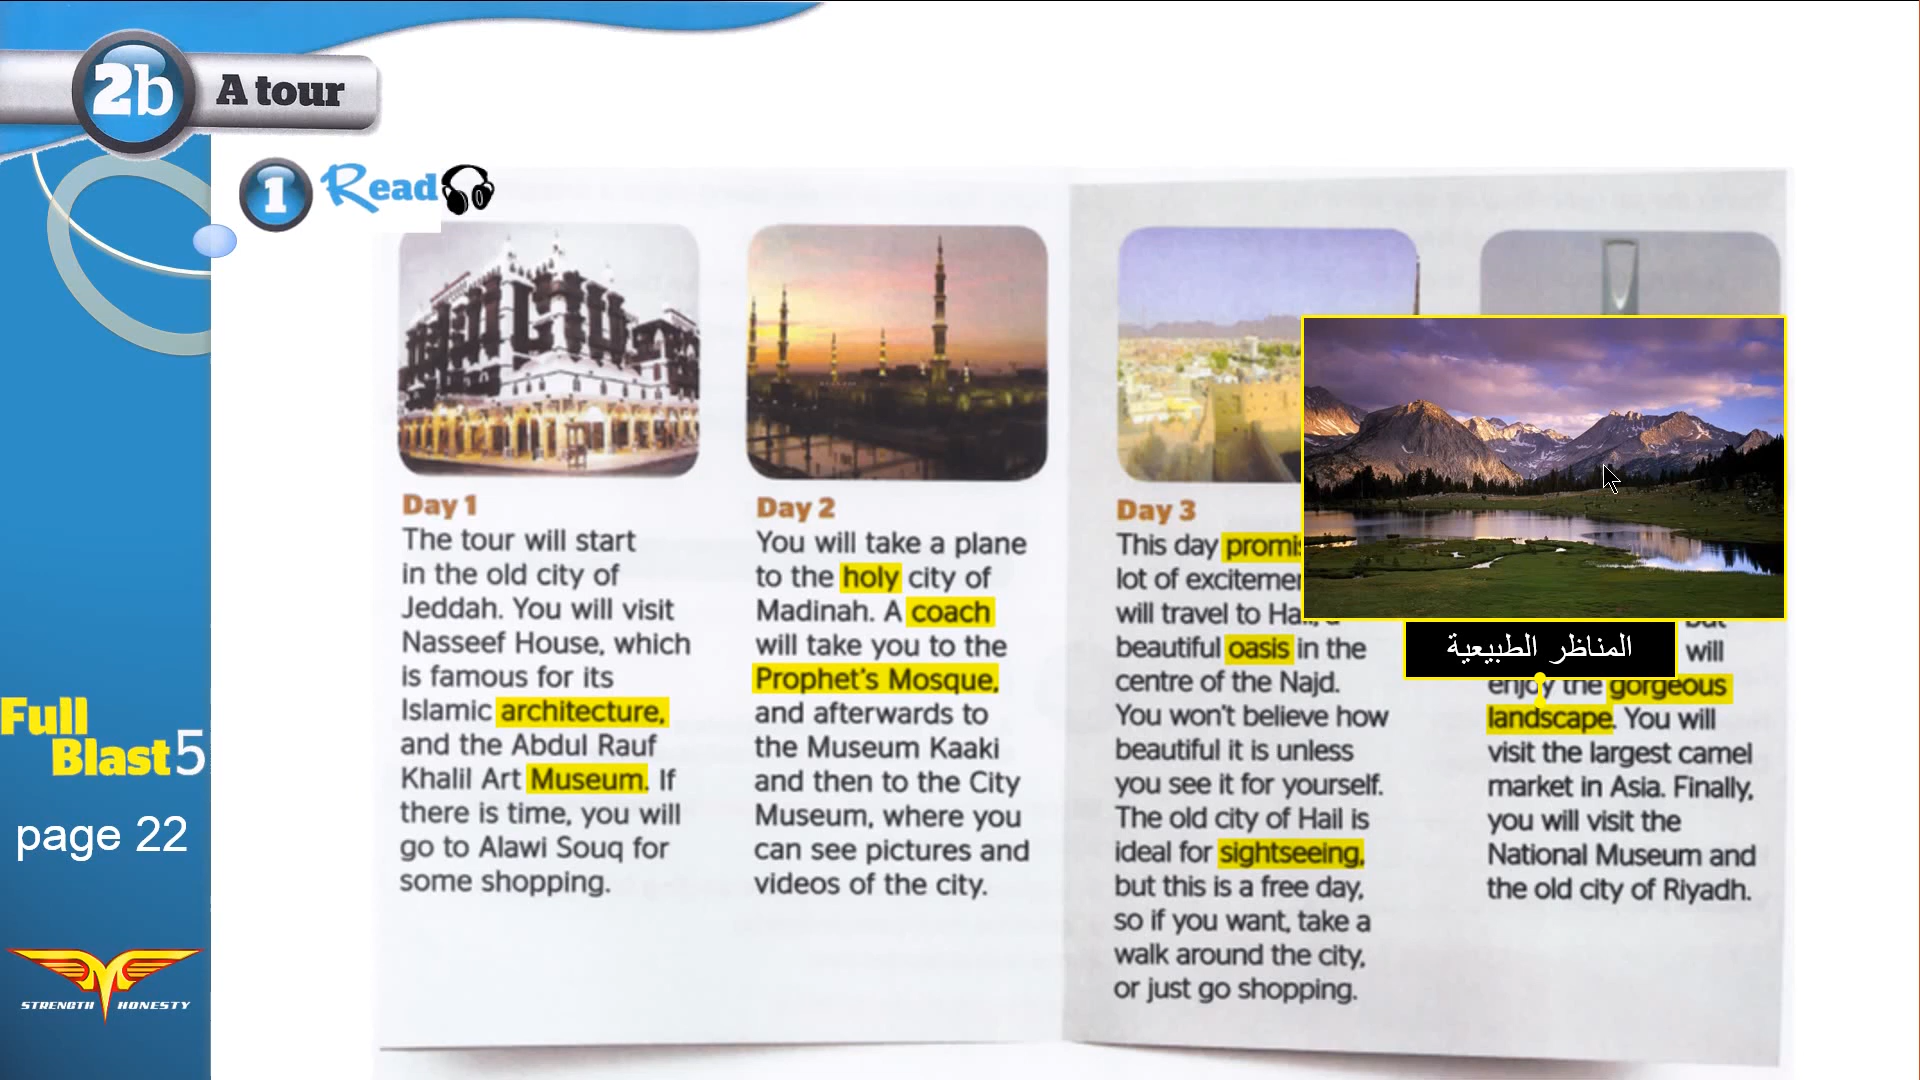 2b A tour
1 Read
Day 1
The tour will start
in the old city of
Jeddah. You will visit
Nasseef House, which
is famous for its
Islamic architecture,
and the Abdul Rauf
Khalil Art Museum. If
there is time, you will
go to Alawi Souq for
some shopping.
Day 2
You will take a plane
to the holy city of
Madinah. A coach
will take you to the
Prophet's Mosque,
and afterwards to
the Museum Kaaki
and then to the City
Museum, where you
can see pictures and
videos of the city.
Day 3
This day
lot of
will travel to
beautiful oasis in the
centre of the Najd.
You won't believe how
beautiful it is unless
you see it for yourself.
The old city of Hail is
ideal for sightseeing,
but this is a free day,
so if you want, take a
walk around the city,
or just go shopping.
المناظر الطبيعية
will
enjoy the gorgeous
landscape. You will
visit the largest camel
market in Asia. Finally,
you will visit the
National Museum and
the old city of Riyadh.
Full
Blast 5
page 22
STRENGTH HONESTY